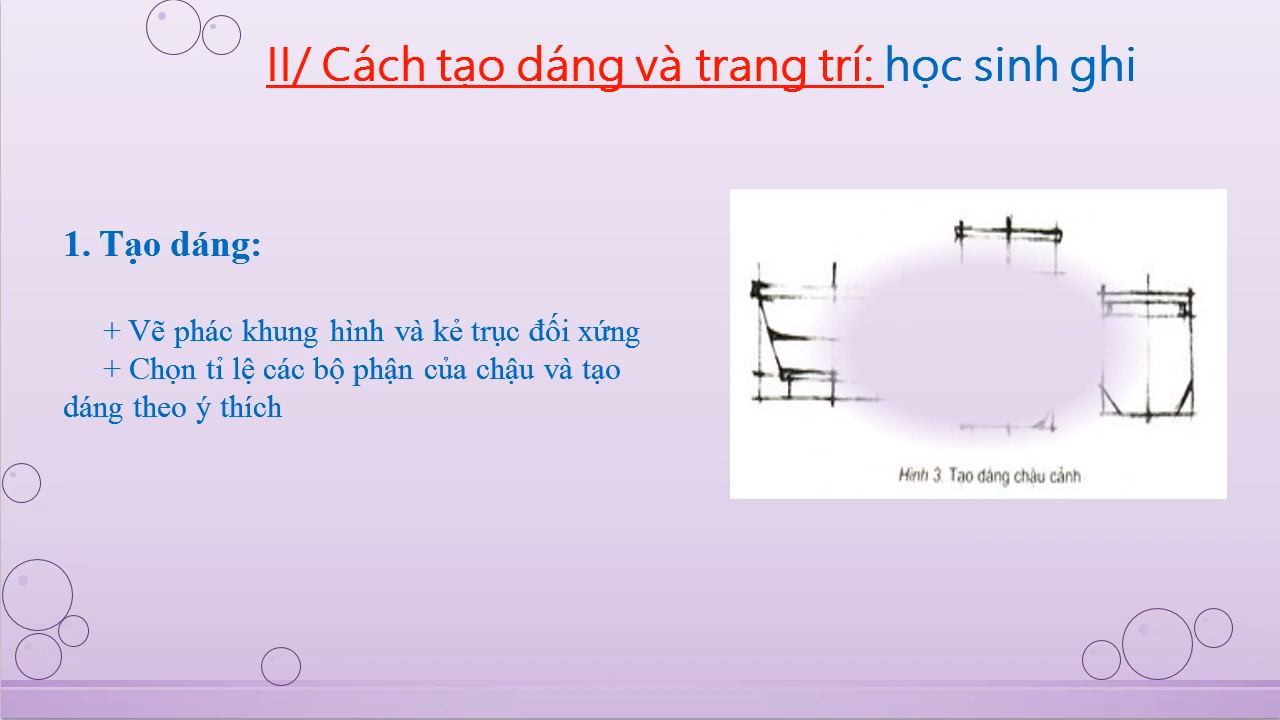 II/ Cách tạo dáng và trang trí: học sinh ghi
1. Tạo dáng:
+ Vẽ phác khung hình và kẻ trục đối xứng
+ Chọn tỉ lệ các bộ phận của chậu và tạo
dáng theo ý thích
Hình 3. Tạo dáng chậu cảnh